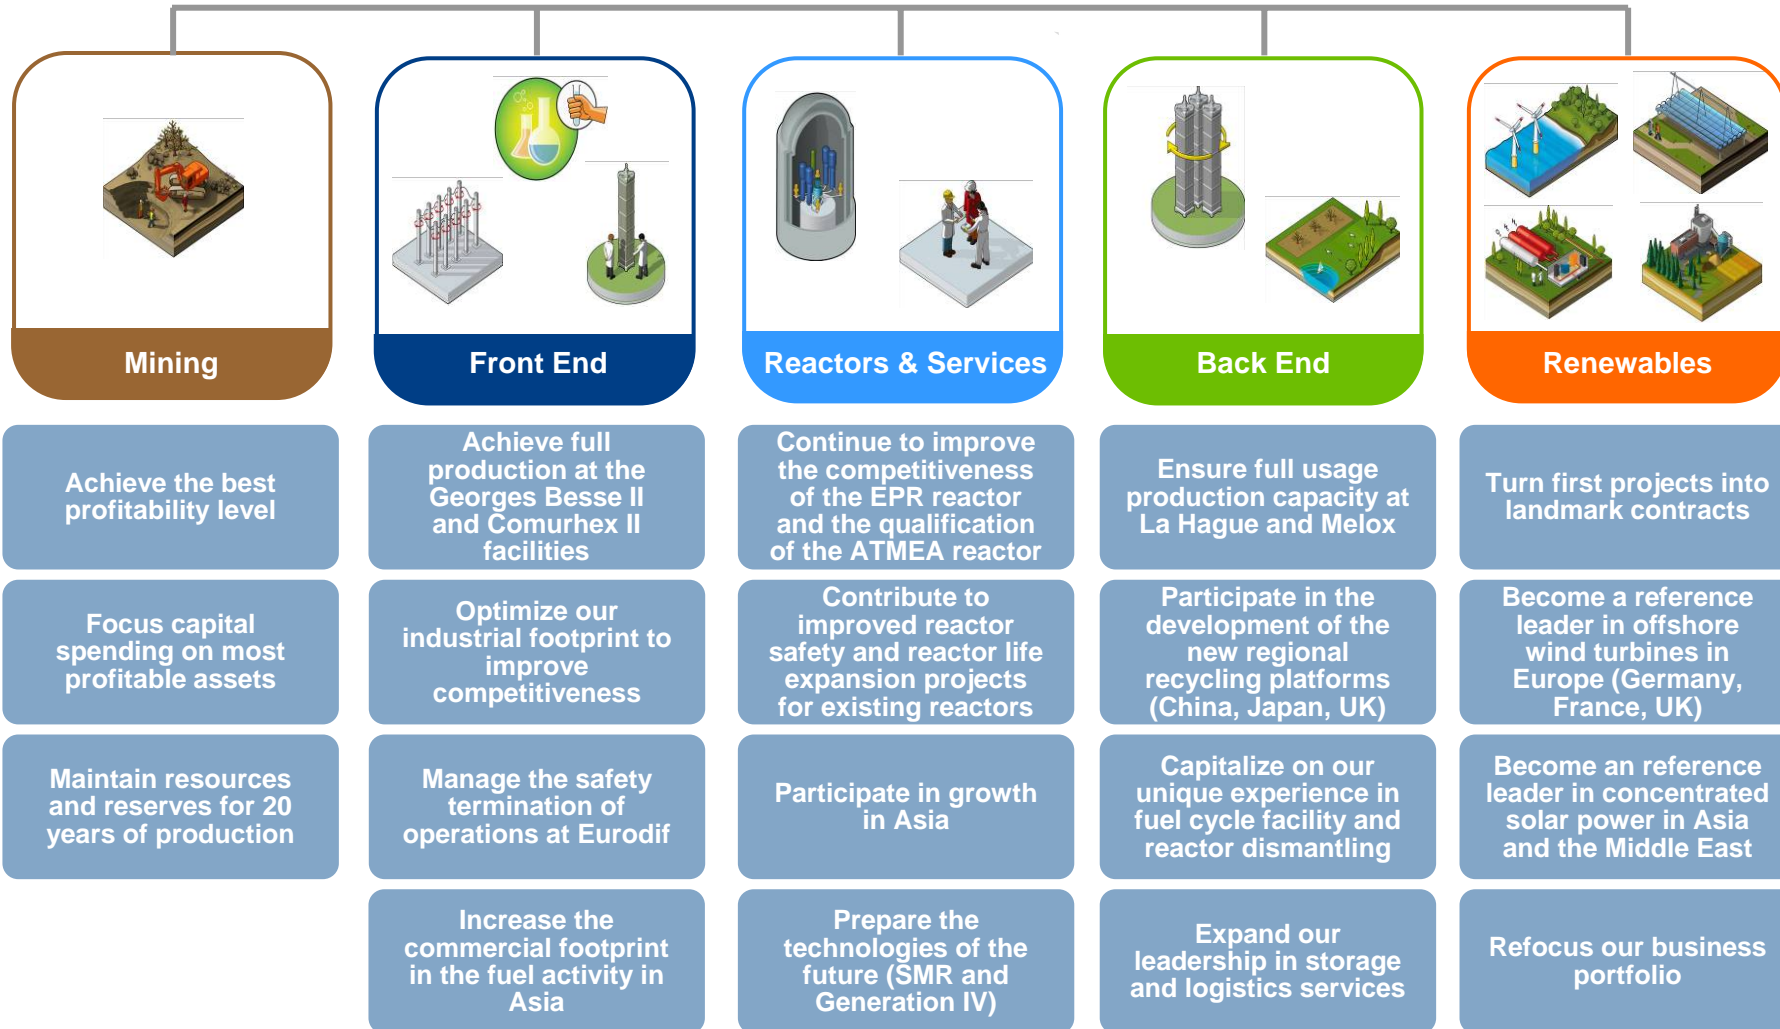 Mining
Front End
Reactors & Services
Back End
Renewables
Achieve the best
profitability level
Focus capital
spending on most
profitable assets
Maintain resources
and reserves for 20
years of production
Achieve full
production at the
Georges Besse II
and Comurhex II
facilities
Optimize our
industrial footprint to
improve
competitiveness
Manage the safety
termination of
operations at Eurodif
Increase the
commercial footprint
in the fuel activity in
Asia
Continue to improve
the competitiveness
of the EPR reactor
and the qualification
of the ATMEA reactor
Contribute to
improved reactor
safety and reactor life
expansion projects
for existing reactors
Participate in growth
in Asia
Prepare the
technologies of the
future (SMR and
Generation IV)
Ensure full usage
production capacity at
La Hague and Melox
Participate in the
development of the
new regional
recycling platforms
(China, Japan, UK)
Capitalize on our
unique experience in
fuel cycle facility and
reactor dismantling
Expand our
leadership in storage
and logistics services
Turn first projects into
landmark contracts
Become a reference
leader in offshore
wind turbines in
Europe (Germany,
France, UK)
Become an reference
leader in concentrated
solar power in Asia
and the Middle East
Refocus our business
portfolio